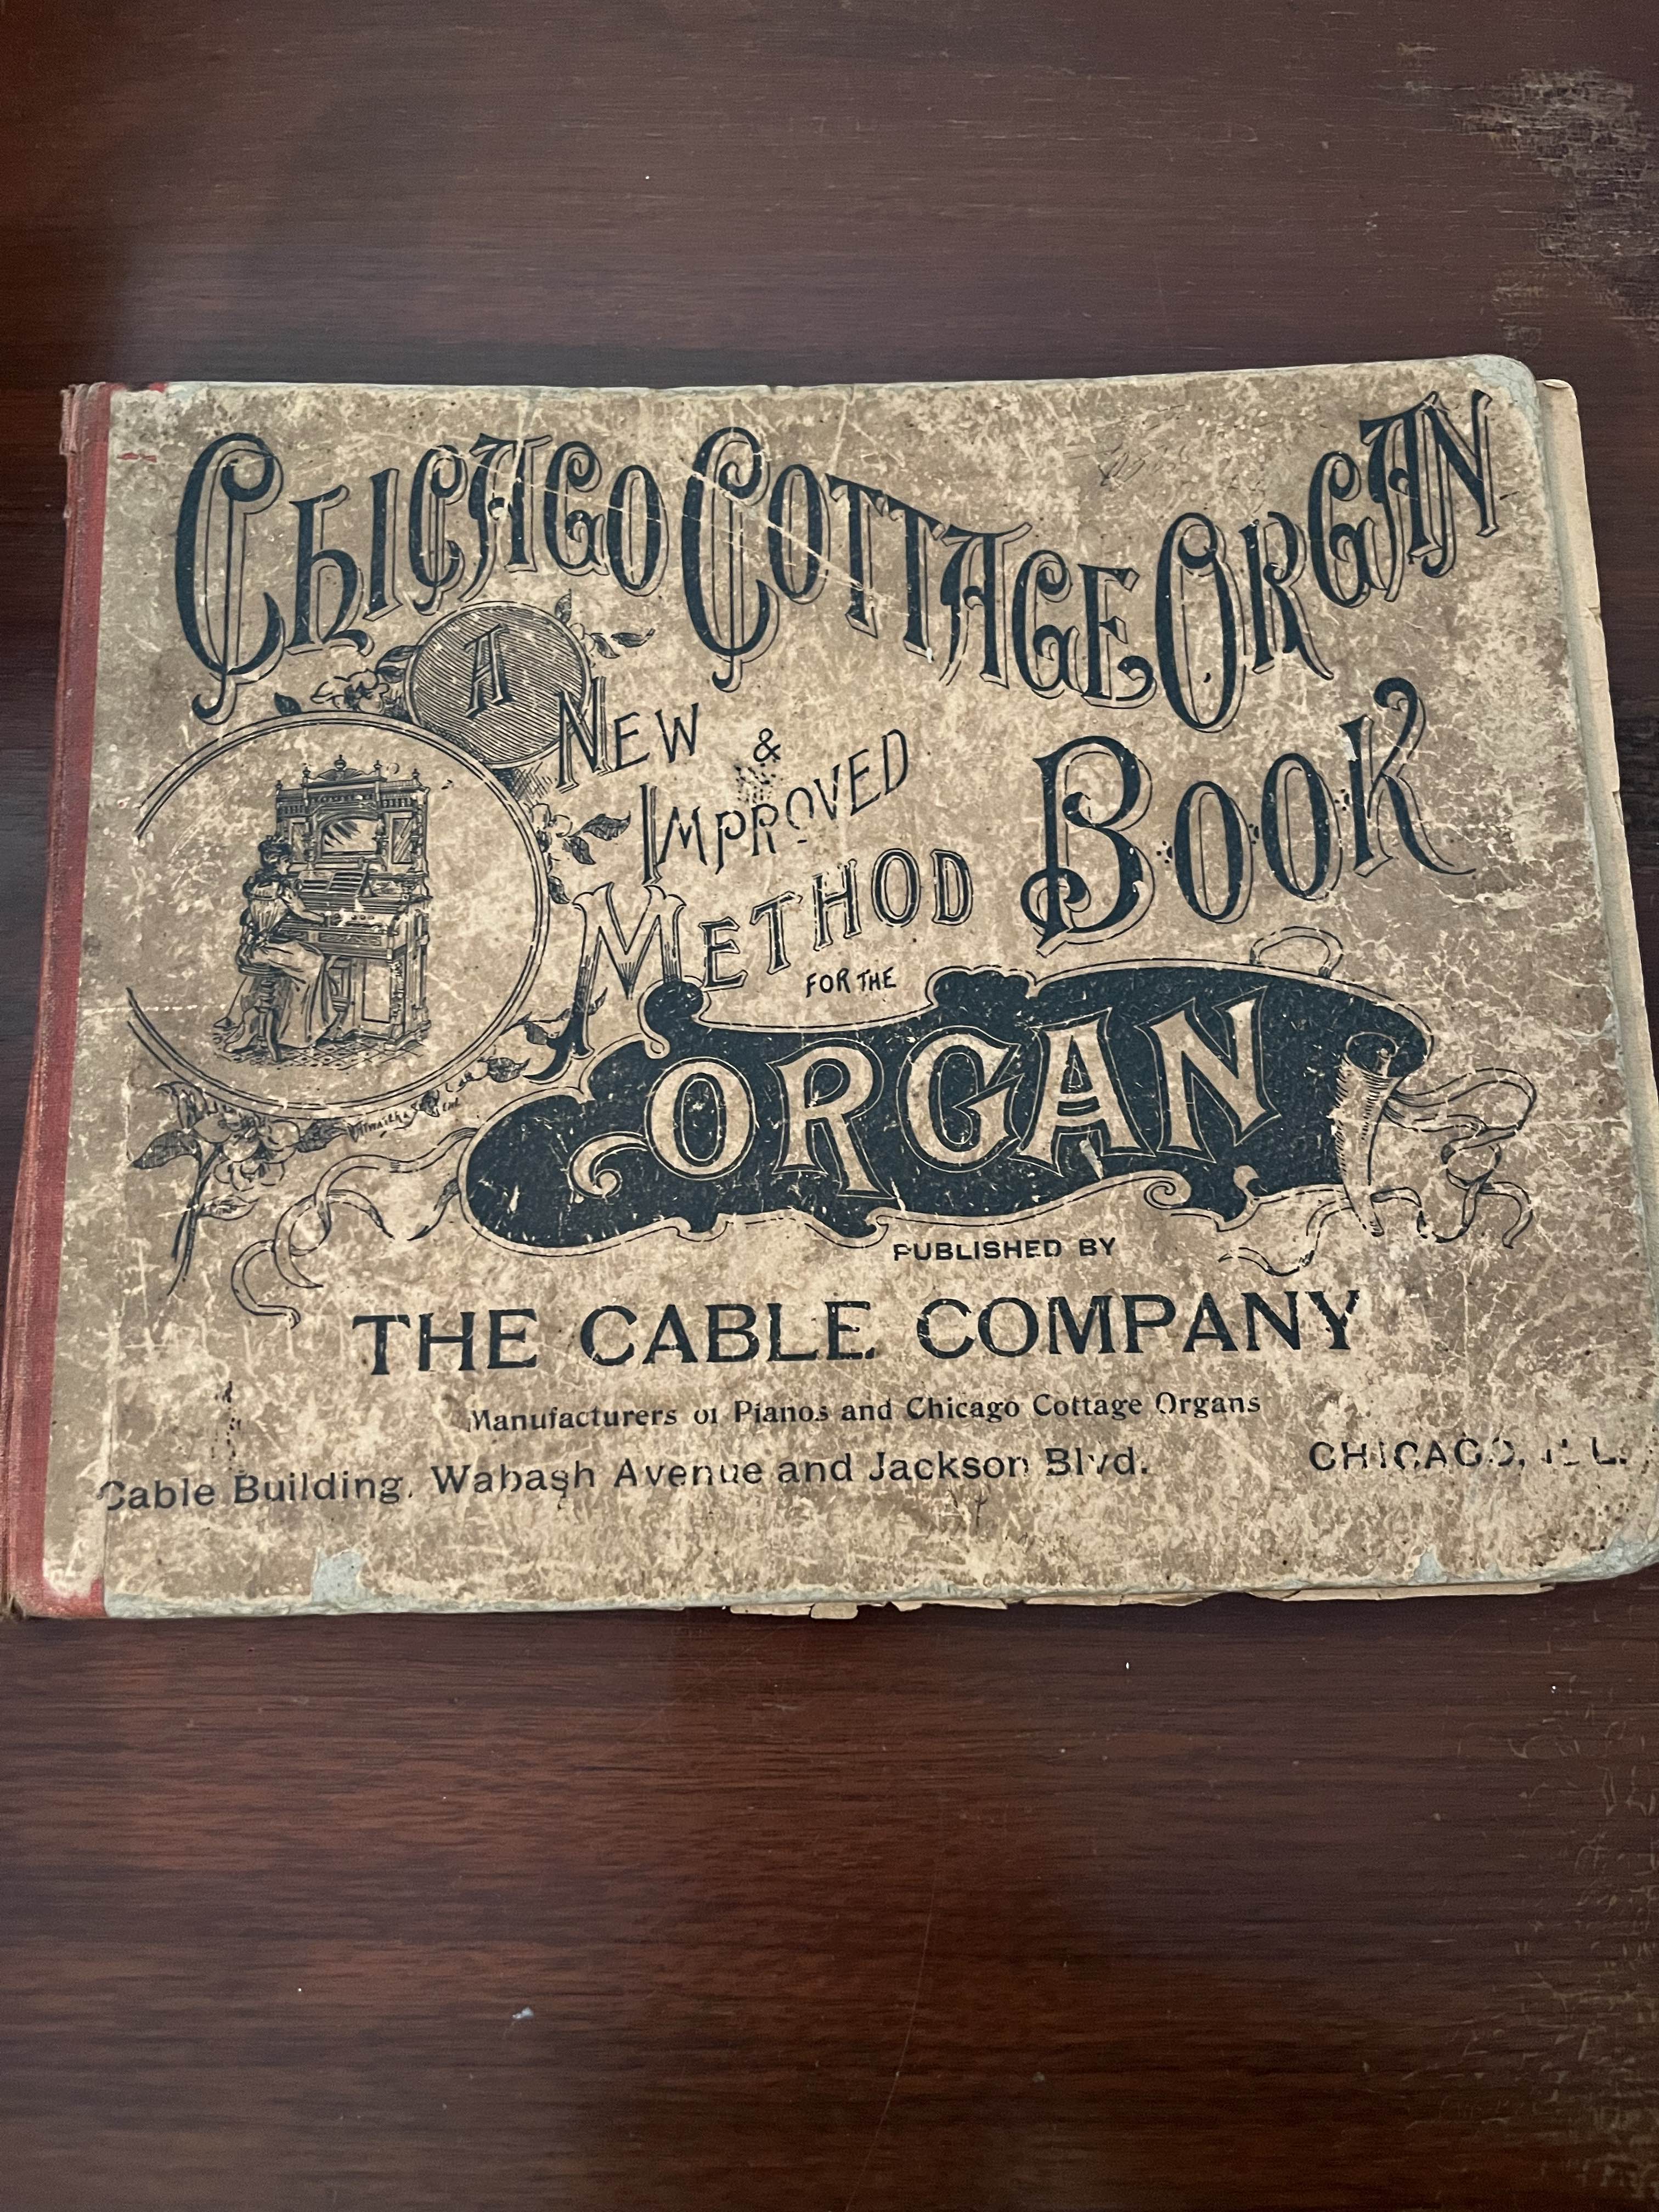 CHICAGO COTTAGE ORGAN
BOOK
A
NEW &
IMPROVED
METHOD
FOR THE
ORGAN
PUBLISHED BY
THE CABLE COMPANY
Manufacturers of Pianos and Chicago Cottage Organs
Cable Building, Wabash Avenue and Jackson Blvd. CHICAGO, ILL.